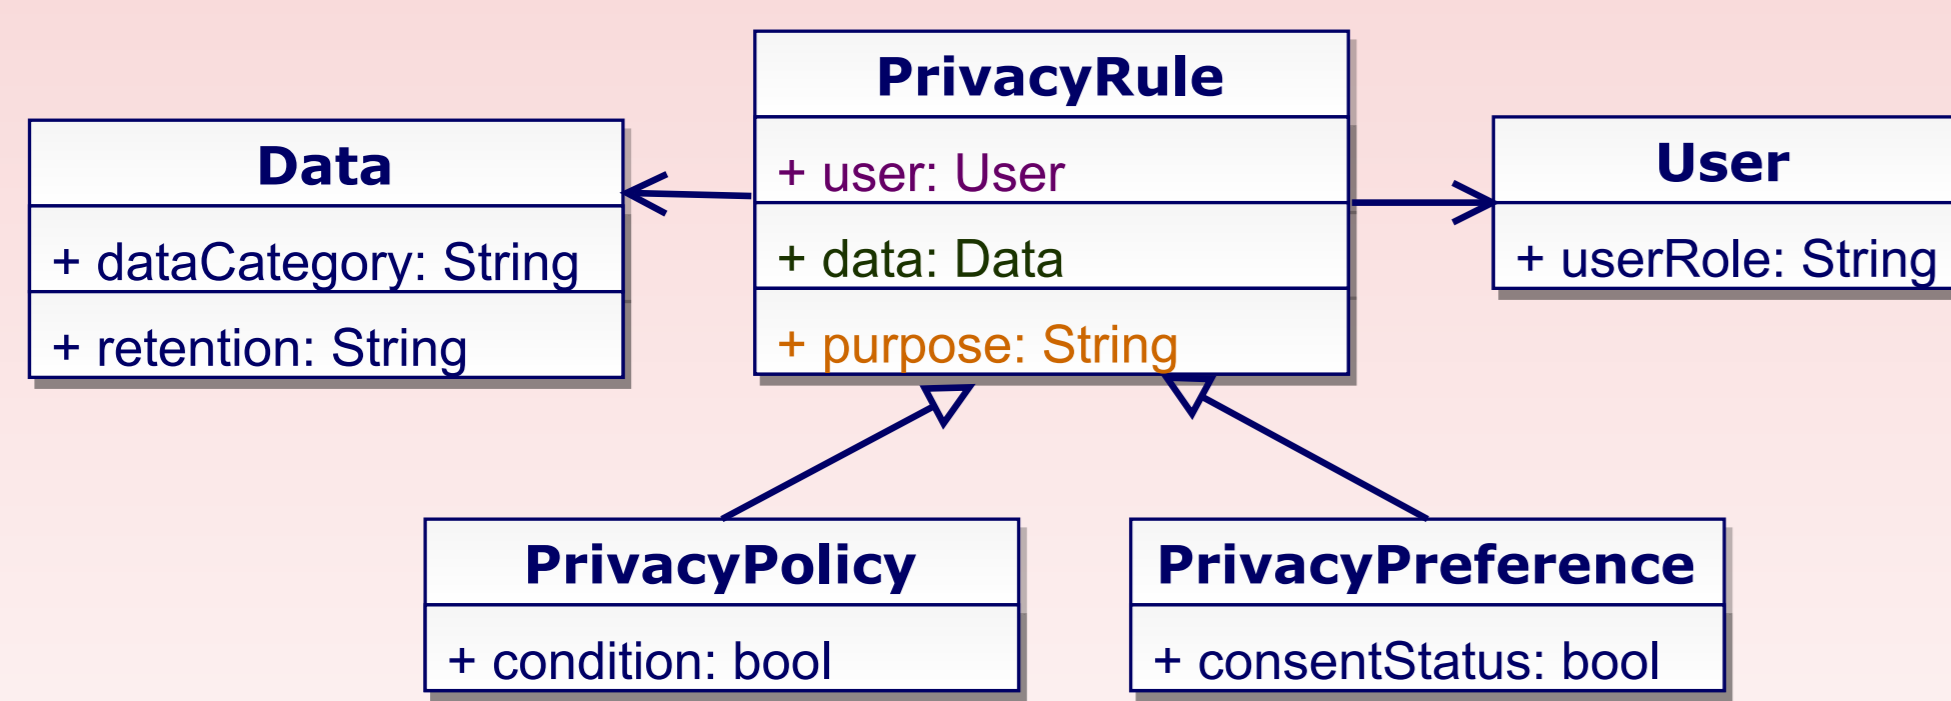 PrivacyRule
+ user: User
+ data: Data
+ purpose: String
Data
+ dataCategory: String
+ retention: String
User
+ userRole: String
PrivacyPolicy
+ condition: bool
PrivacyPreference
+ consentStatus: bool